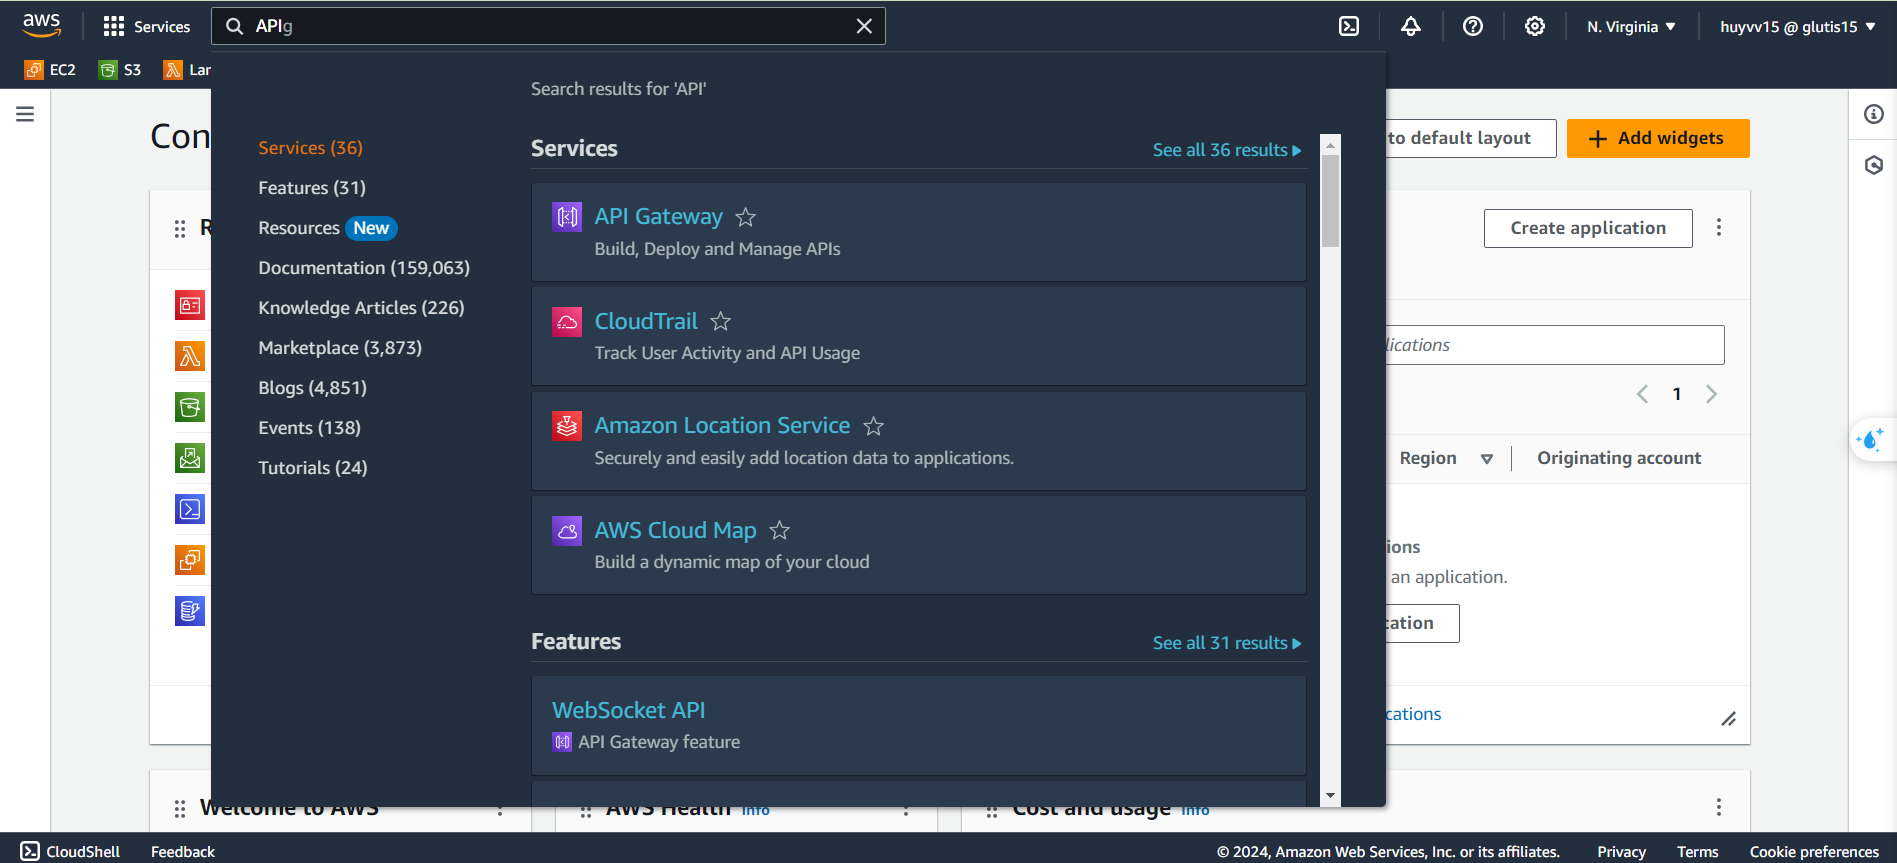 aws
Services
APIg
N. Virginia
huyvv15 @ glutis15
EC2
S3
Lar
Search results for 'API'
Con
Services (36)
Features (31)
Resources New
Documentation (159,063)
Knowledge Articles (226)
Marketplace (3,873)
Blogs (4,851)
Events (138)
Tutorials (24)
Services
See all 36 results
API Gateway
Build, Deploy and Manage APIs
CloudTrail
Track User Activity and API Usage
Amazon Location Service
Securely and easily add location data to applications.
AWS Cloud Map
Build a dynamic map of your cloud
Features
See all 31 results
WebSocket API
API Gateway feature
to default layout
Add widgets
R
Create application
lications
1
Region
Originating account
ions
an application.
cation
cations
Welcome to AWS
AWS Health Info
Cost and usage Info
CloudShell
Feedback
© 2024, Amazon Web Services, Inc. or its affiliates.
Privacy
Terms
Cookie preferences